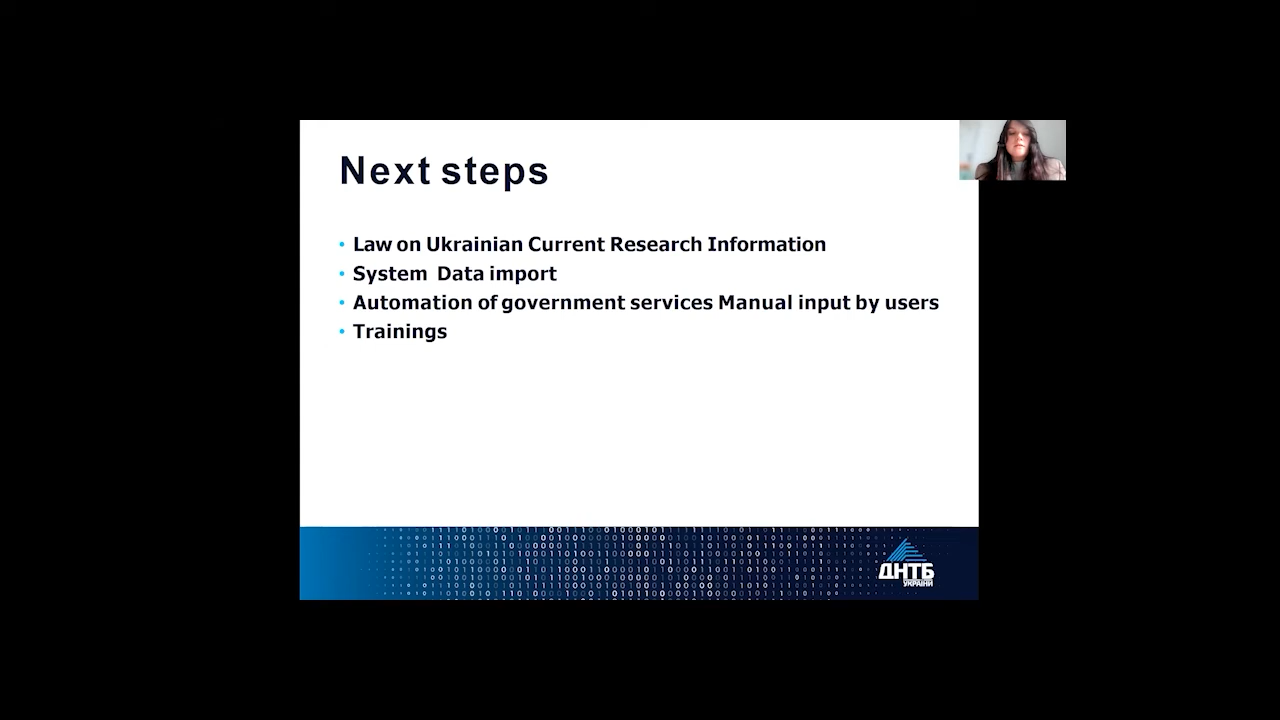 Next steps
• Law on Ukrainian Current Research Information
• System Data import
• Automation of government services Manual input by users
• Trainings
ДНТБ
УКРАЇНИ